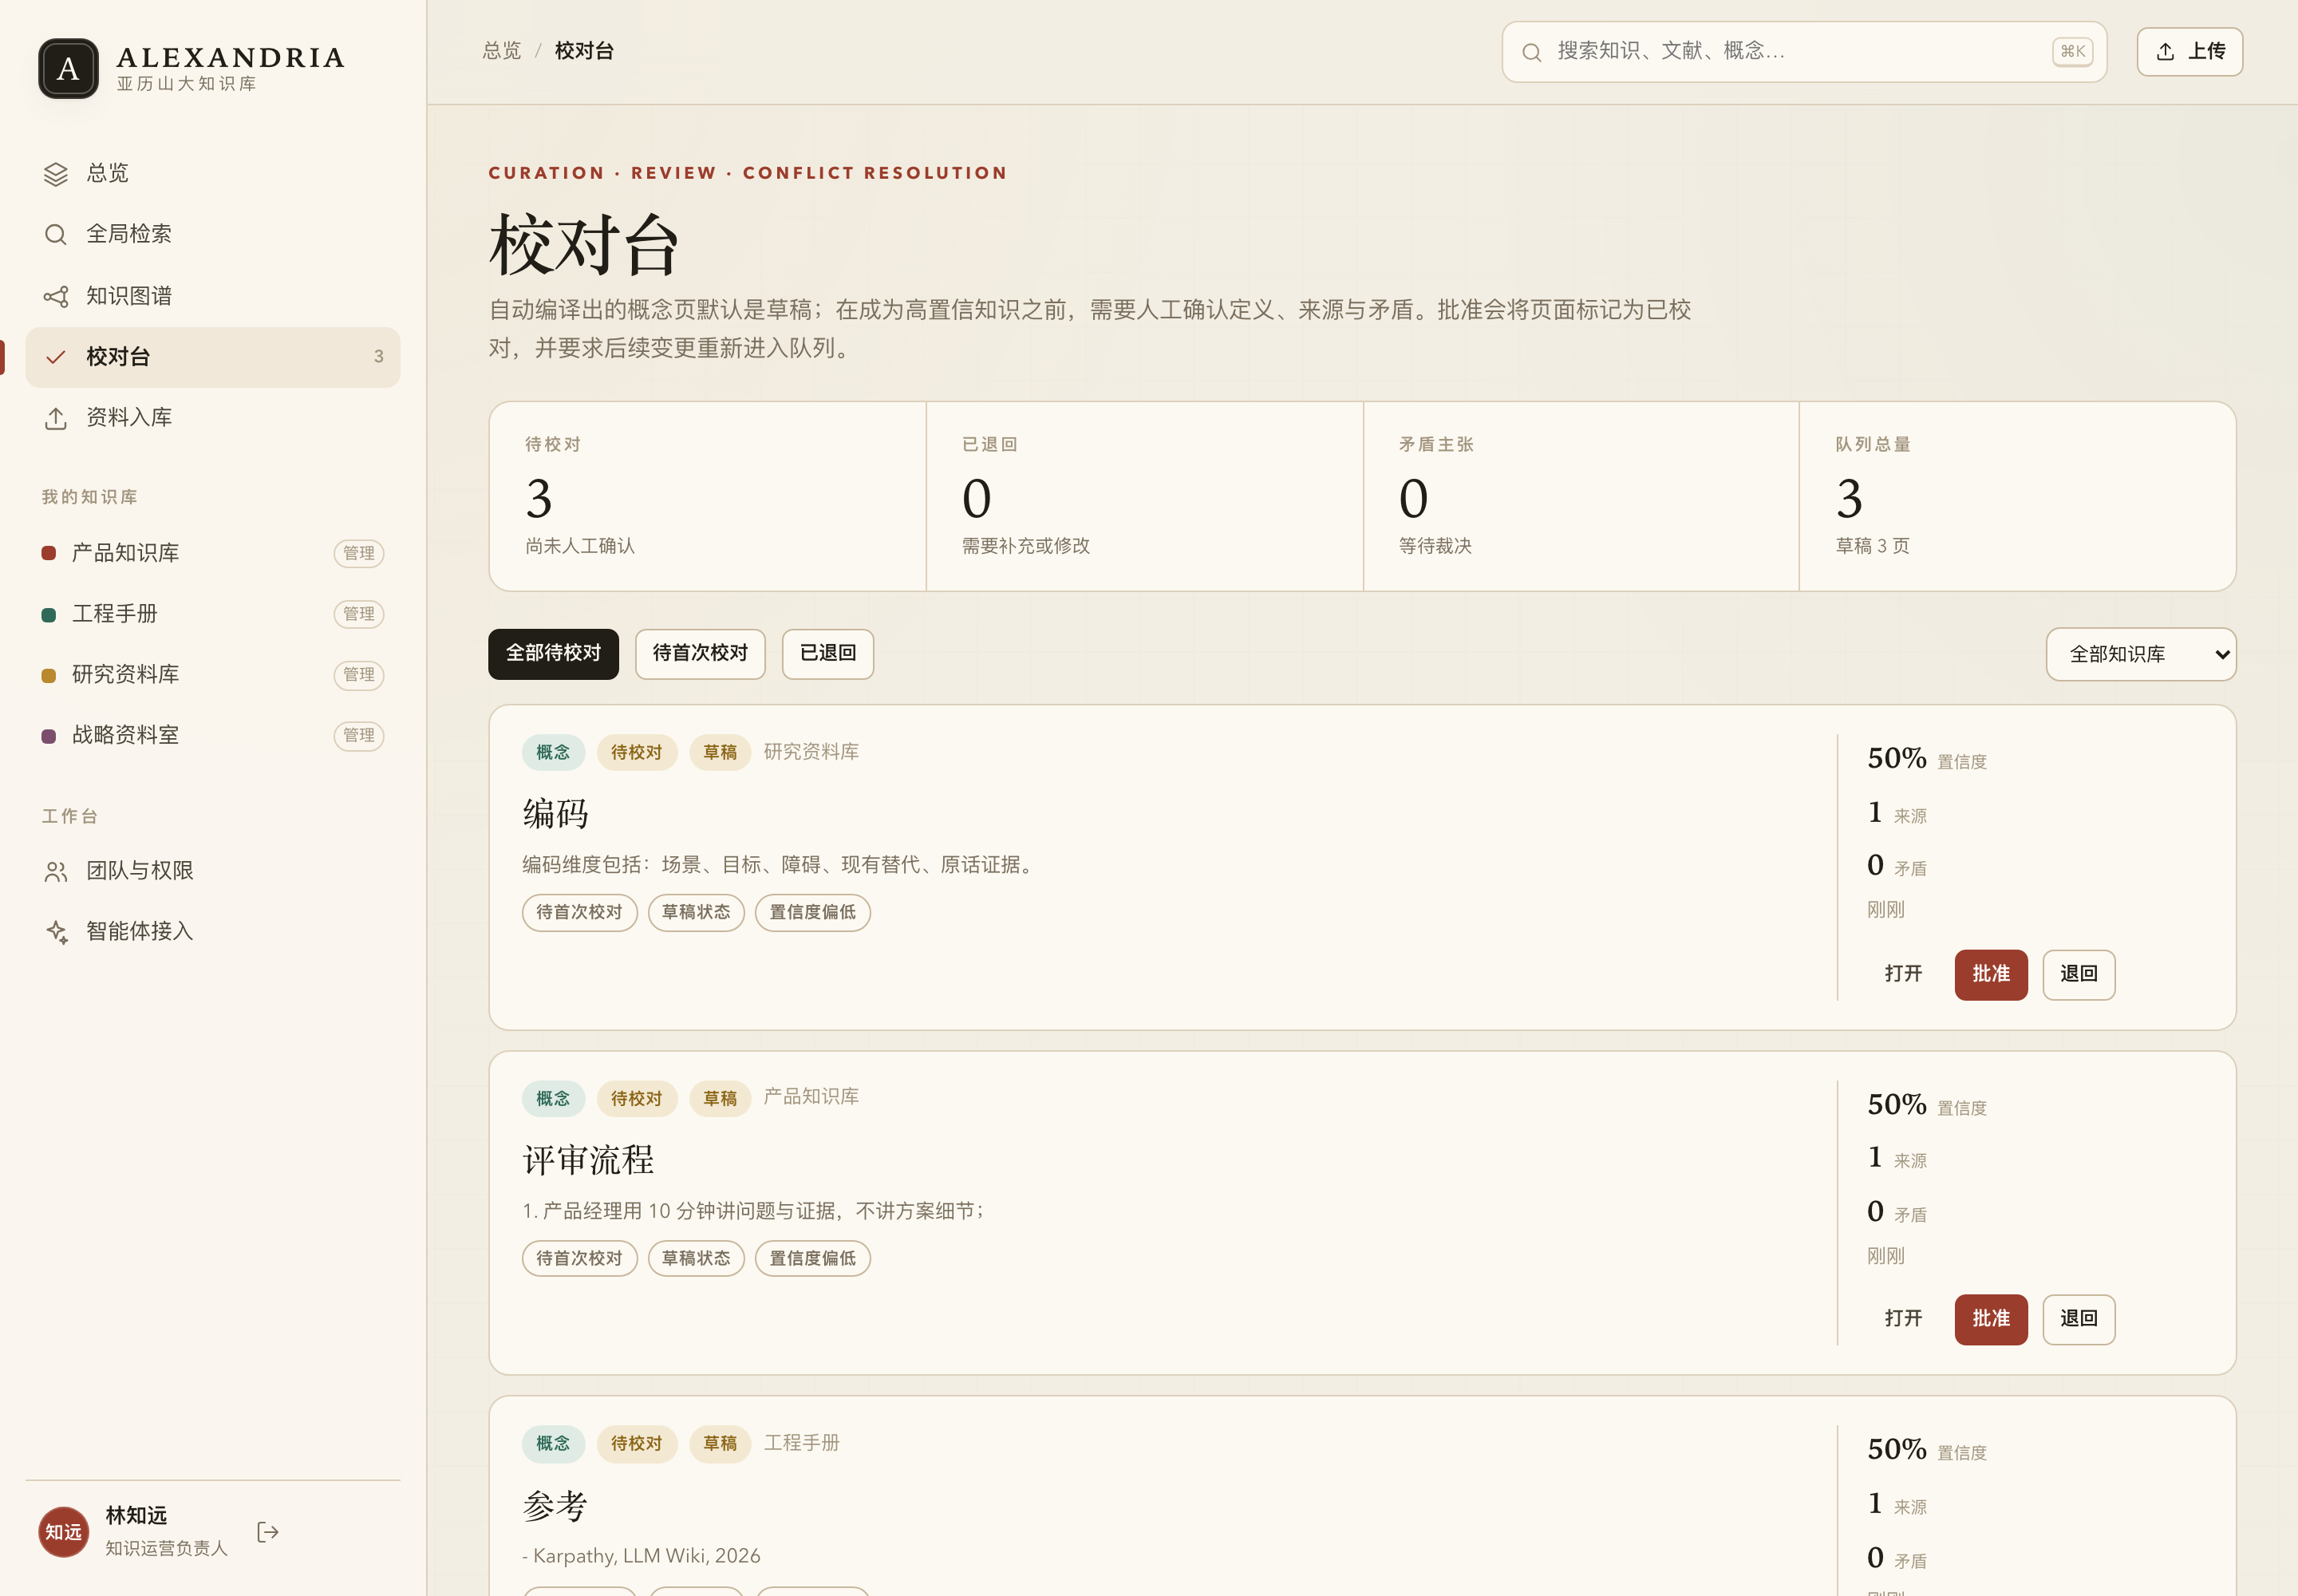 A
ALEXANDRIA
亚历山大知识库
总览
全局检索
知识图谱
校对台 3
资料入库
我的知识库
产品知识库 管理
工程手册 管理
研究资料库 管理
战略资料室 管理
工作台
团队与权限
智能体接入
知远
林知远
知识运营负责人
总览 / 校对台
搜索知识、文献、概念... ⌘K
上传
CURATION · REVIEW · CONFLICT RESOLUTION
校对台
自动编译出的概念页默认是草稿；在成为高置信知识之前，需要人工确认定义、来源与矛盾。批准会将页面标记为已校
对，并要求后续变更重新进入队列。
待校对
3
尚未人工确认
已退回
0
需要补充或修改
矛盾主张
0
等待裁决
队列总量
3
草稿 3 页
全部待校对 待首次校对 已退回
全部知识库
概念 待校对 草稿 研究资料库
编码
编码维度包括：场景、目标、障碍、现有替代、原话证据。
待首次校对 草稿状态 置信度偏低
50% 置信度
1 来源
0 矛盾
刚刚
打开 批准 退回
概念 待校对 草稿 产品知识库
评审流程
1. 产品经理用 10 分钟讲问题与证据，不讲方案细节；
待首次校对 草稿状态 置信度偏低
50% 置信度
1 来源
0 矛盾
刚刚
打开 批准 退回
概念 待校对 草稿 工程手册
参考
- Karpathy, LLM Wiki, 2026
50% 置信度
1 来源
0 矛盾